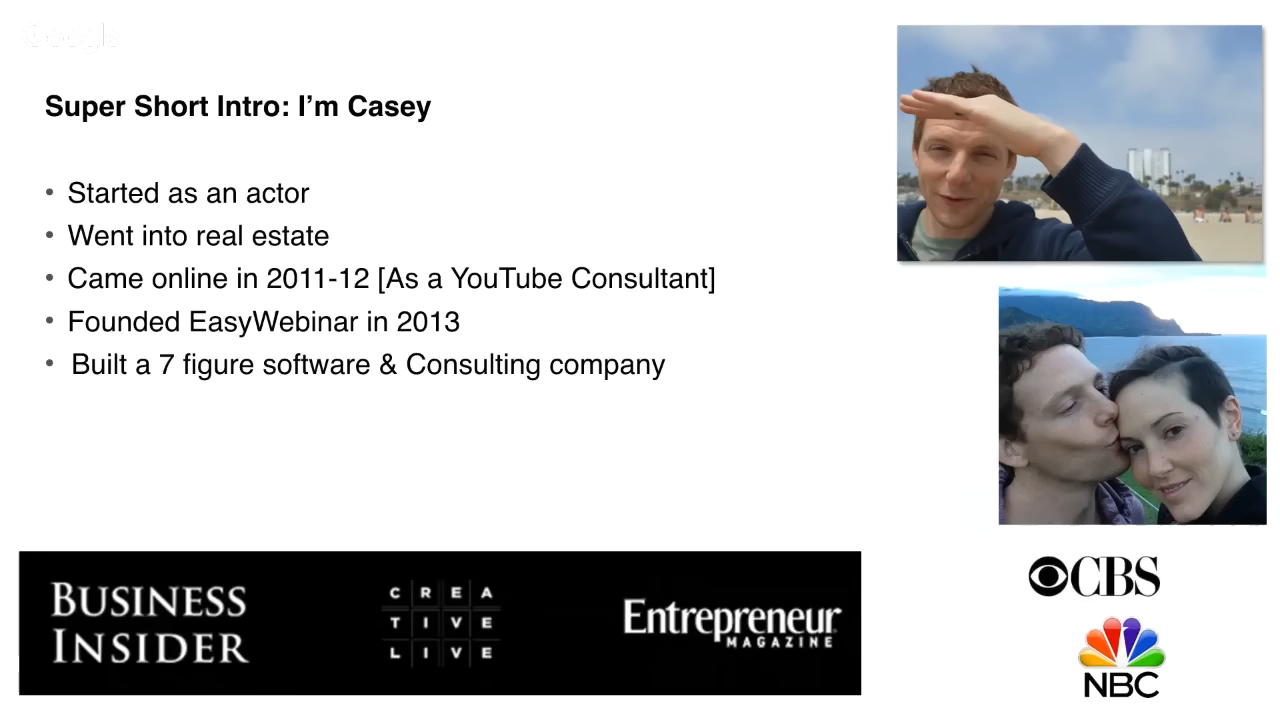 Super Short Intro: I’m Casey
• Started as an actor
• Went into real estate
• Came online in 2011-12 [As a YouTube Consultant]
• Founded EasyWebinar in 2013
• Built a 7 figure software & Consulting company
BUSINESS
INSIDER
C R E A
T I V E
L I V E
Entrepreneur
MAGAZINE
CBS
NBC